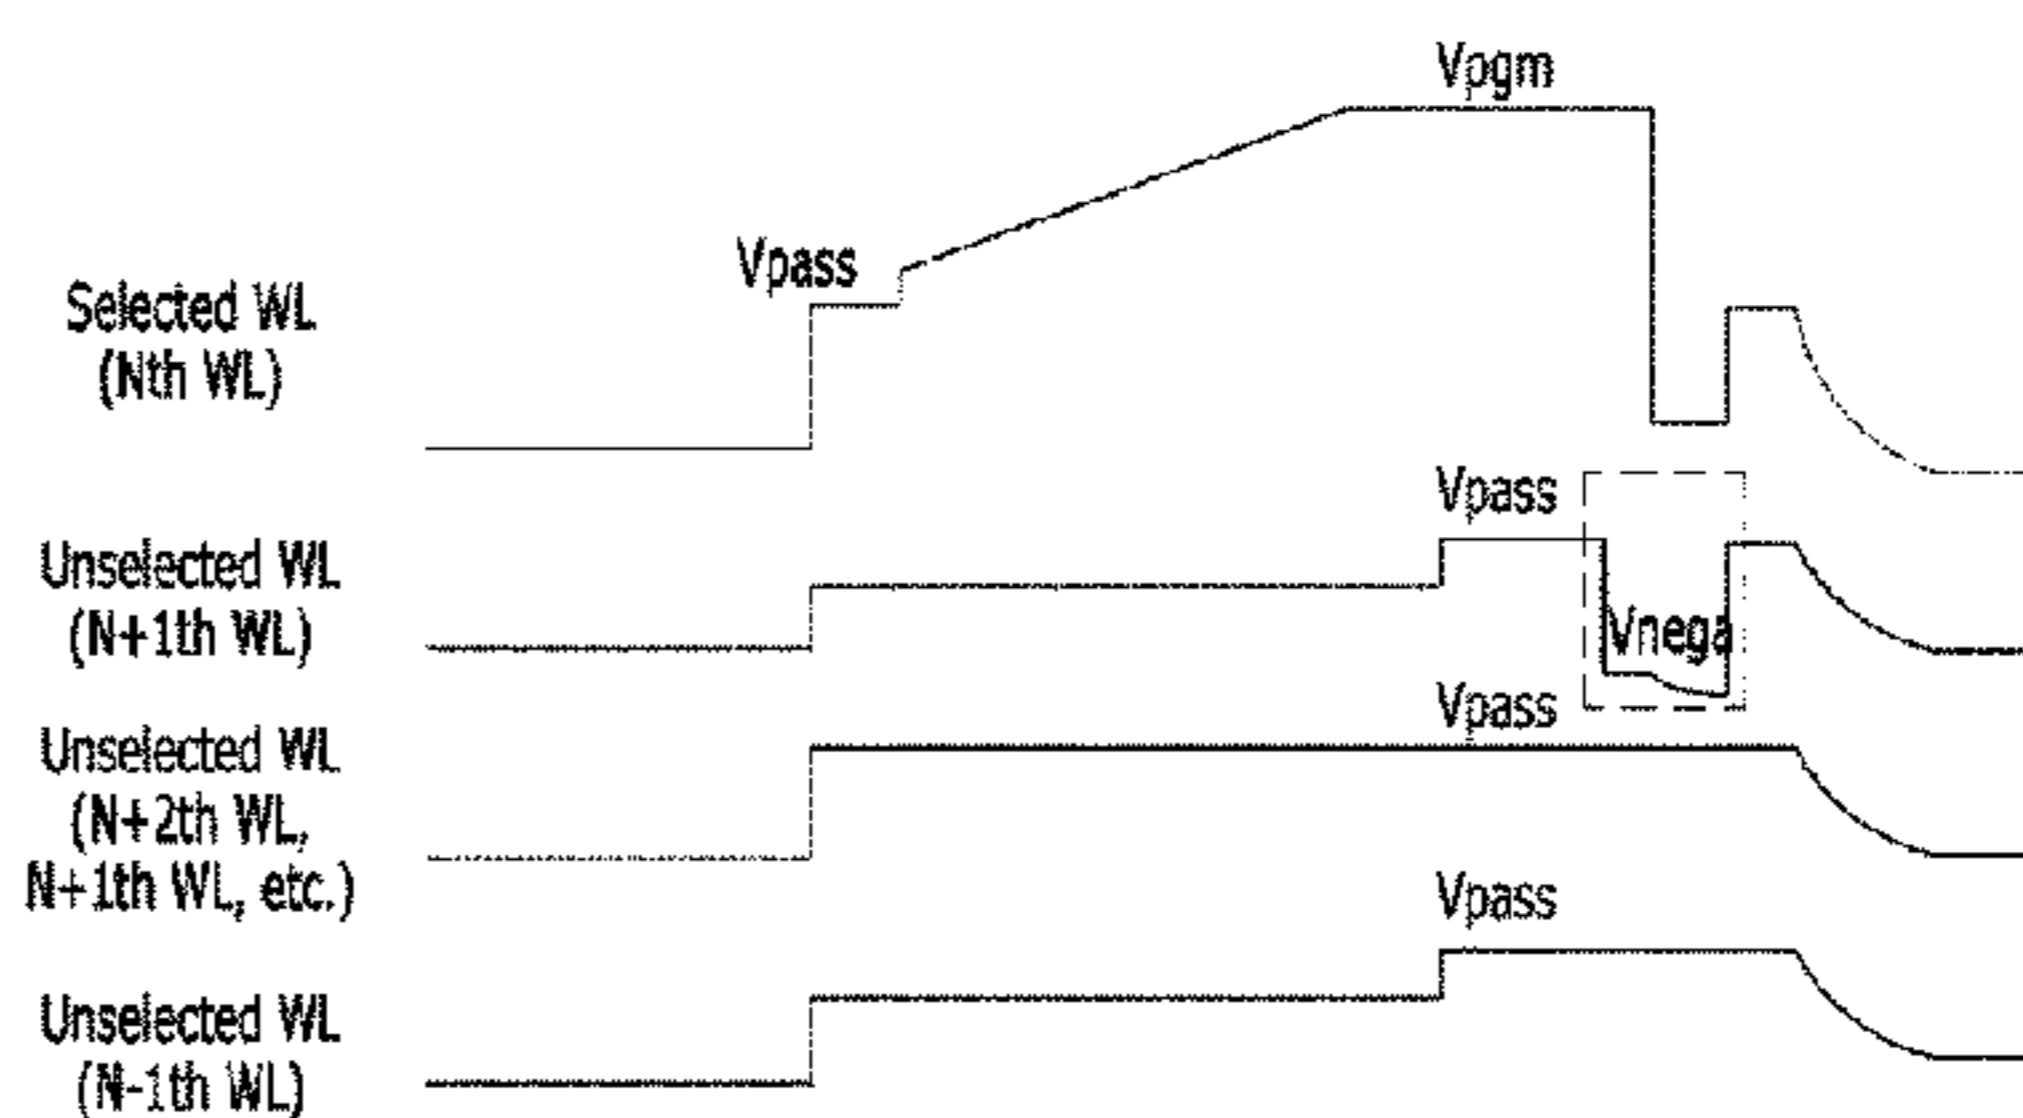 Vpgm
Vpass
Selected WL
(Nth WL)
Vpass
Unselected WL
(N+1th WL)
Vnega
Vpass
Unselected WL
(N+2th WL,
N+1th WL, etc.)
Vpass
Unselected WL
(N-1th WL)